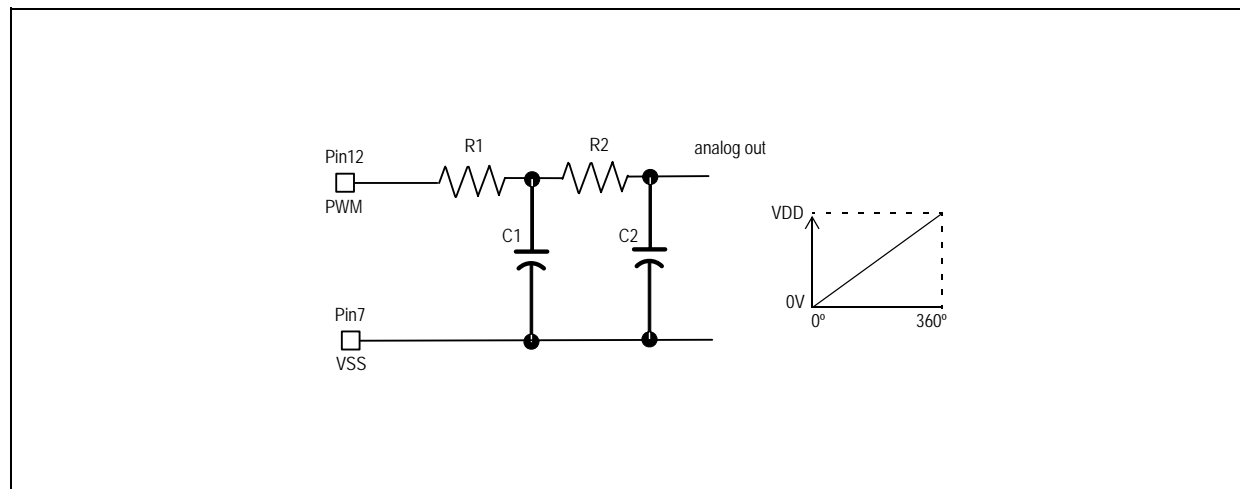 R1
R2
analog out
Pin12
PWM
C1
C2
VDD
0V
0º
360º
Pin7
VSS